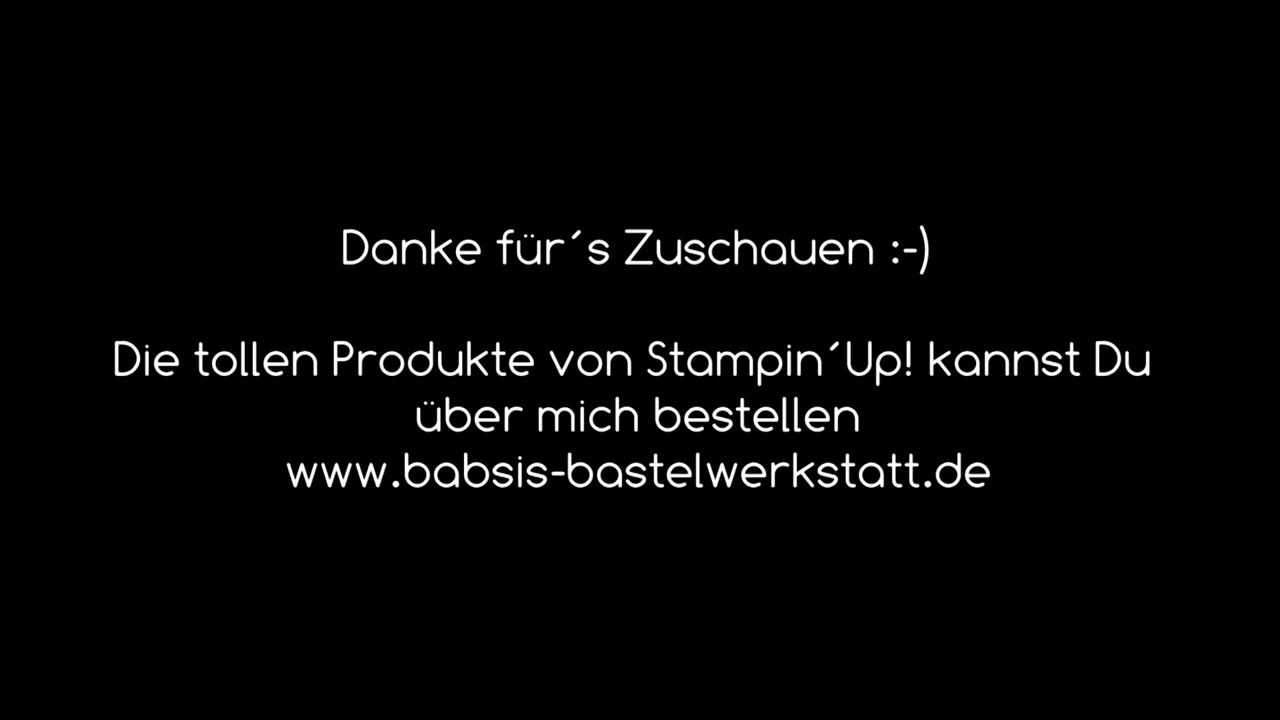 Danke für´s Zuschauen :-)
Die tollen Produkte von Stampin´Up! kannst Du
über mich bestellen
www.babsis-bastelwerkstatt.de